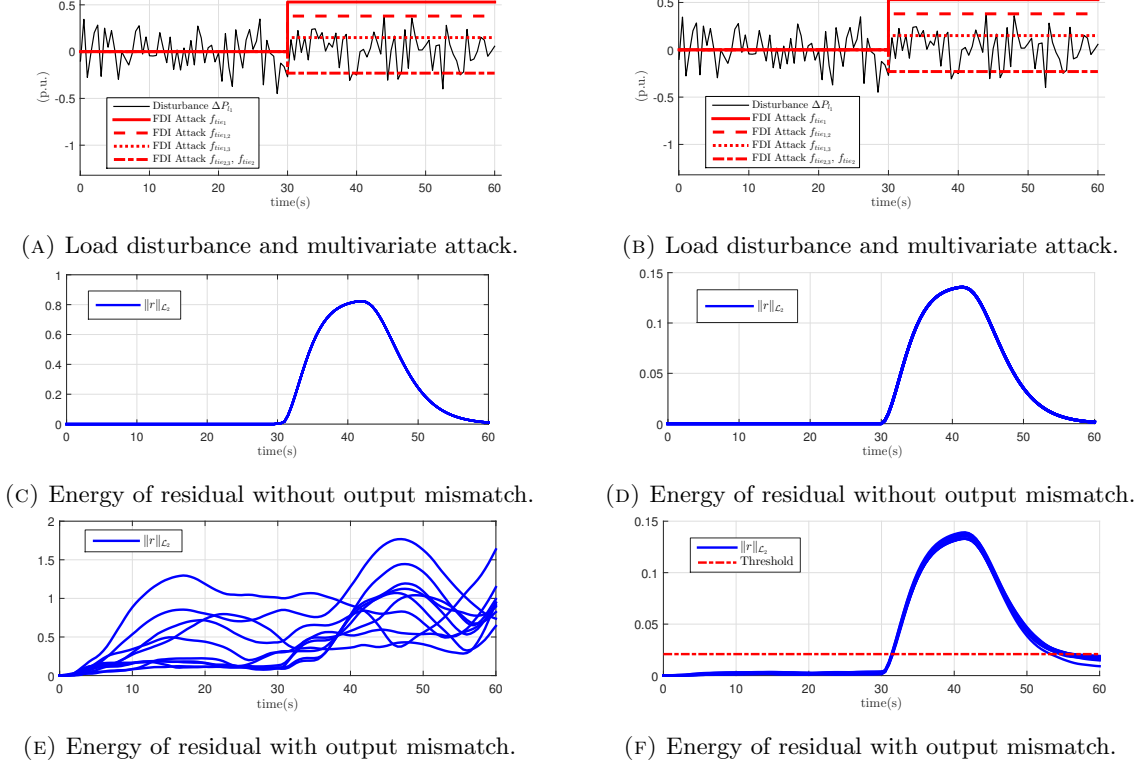 0.5
0
-0.5
-1
(p.u.)
Disturbance ΔP_{l_1}
FDI Attack f_{tie_1}
FDI Attack f_{tie_{1,2}}
FDI Attack f_{tie_{1,3}}
FDI Attack f_{tie_{2,3}}, f_{tie_2}
0 10 20 30 40 50 60
time(s)
(A) Load disturbance and multivariate attack.
0.5
0
-0.5
-1
(p.u.)
Disturbance ΔP_{l_1}
FDI Attack f_{tie_1}
FDI Attack f_{tie_{1,2}}
FDI Attack f_{tie_{1,3}}
FDI Attack f_{tie_{2,3}}, f_{tie_2}
0 10 20 30 40 50 60
time(s)
(B) Load disturbance and multivariate attack.
1
0.8
0.6
0.4
0.2
0
‖r‖_{𝓛_2}
0 10 20 30 40 50 60
time(s)
(C) Energy of residual without output mismatch.
0.15
0.1
0.05
0
‖r‖_{𝓛_2}
0 10 20 30 40 50 60
time(s)
(D) Energy of residual without output mismatch.
2
1.5
1
0.5
0
‖r‖_{𝓛_2}
0 10 20 30 40 50 60
time(s)
(E) Energy of residual with output mismatch.
0.15
0.1
0.05
0
‖r‖_{𝓛_2}
Threshold
0 10 20 30 40 50 60
time(s)
(F) Energy of residual with output mismatch.